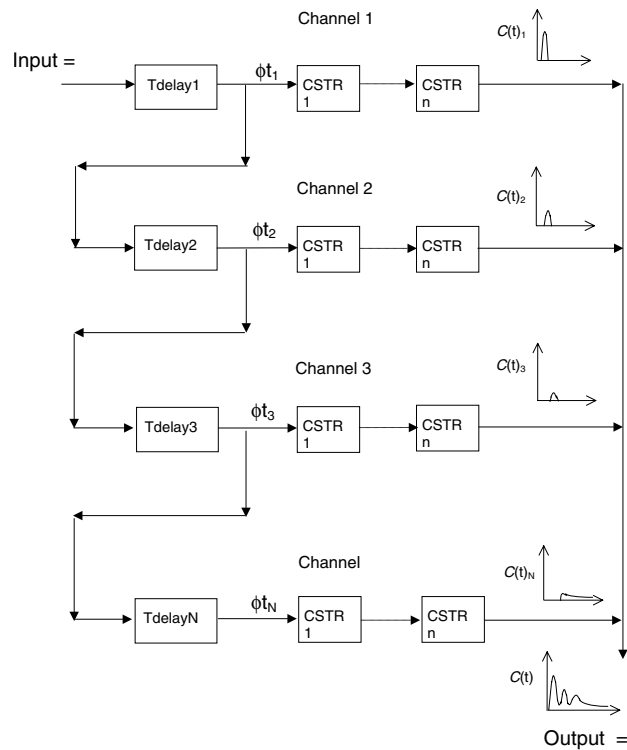 Channel 1
C(t)1
Input =
Tdelay1
ϕt1
CSTR
1
CSTR
n
Channel 2
C(t)2
Tdelay2
ϕt2
CSTR
1
CSTR
n
Channel 3
C(t)3
Tdelay3
ϕt3
CSTR
1
CSTR
n
Channel
C(t)N
TdelayN
ϕtN
CSTR
1
CSTR
n
C(t)
Output =